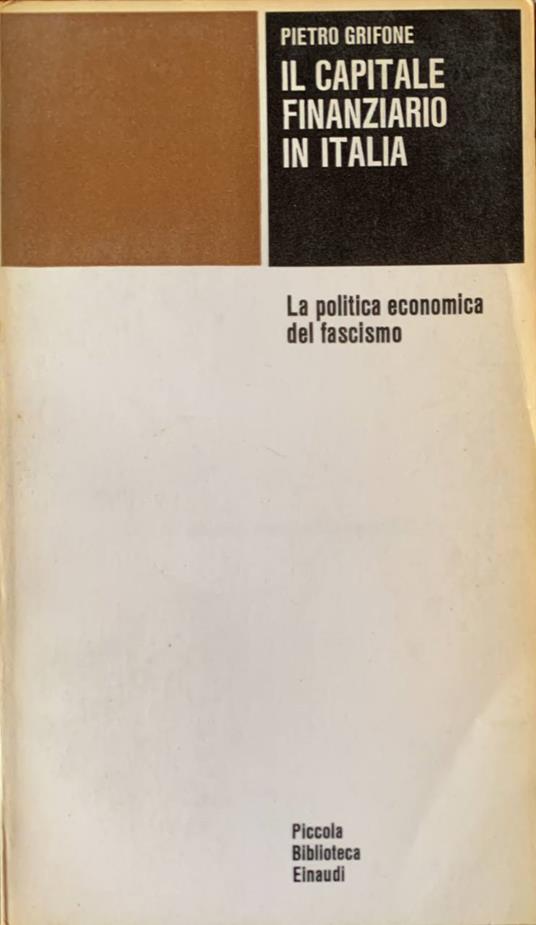 PIETRO GRIFONE
IL CAPITALE
FINANZIARIO
IN ITALIA
La politica economica
del fascismo
Piccola
Biblioteca
Einaudi